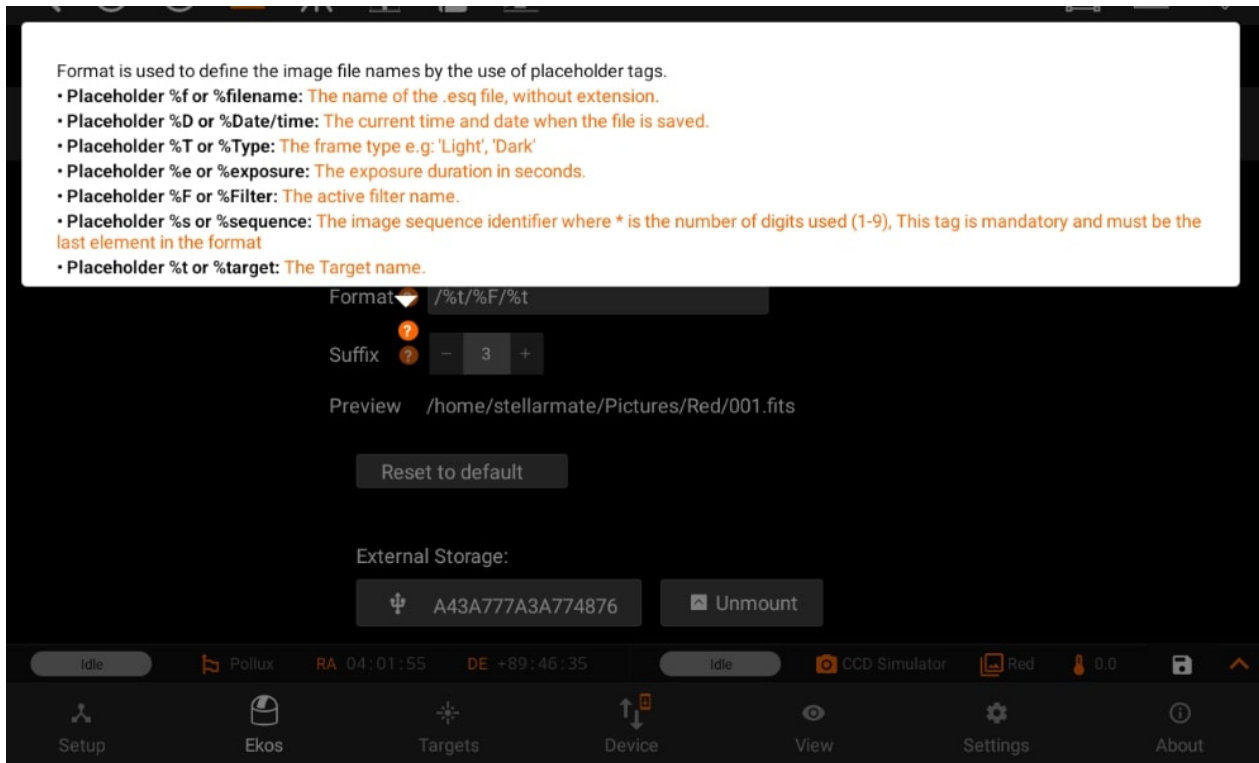 Format is used to define the image file names by the use of placeholder tags.
• Placeholder %f or %filename: The name of the .esq file, without extension.
• Placeholder %D or %Date/time: The current time and date when the file is saved.
• Placeholder %T or %Type: The frame type e.g: 'Light', 'Dark'
• Placeholder %e or %exposure: The exposure duration in seconds.
• Placeholder %F or %Filter: The active filter name.
• Placeholder %s or %sequence: The image sequence identifier where * is the number of digits used (1-9), This tag is mandatory and must be the
last element in the format
• Placeholder %t or %target: The Target name.
Format /%t/%F/%t
?
Suffix ? − 3 +
Preview /home/stellarmate/Pictures/Red/001.fits
Reset to default
External Storage:
A43A777A3A774876 Unmount
Idle Pollux RA 04:01:55 DE +89:46:35 Idle CCD Simulator Red 0.0
Setup Ekos Targets Device View Settings About